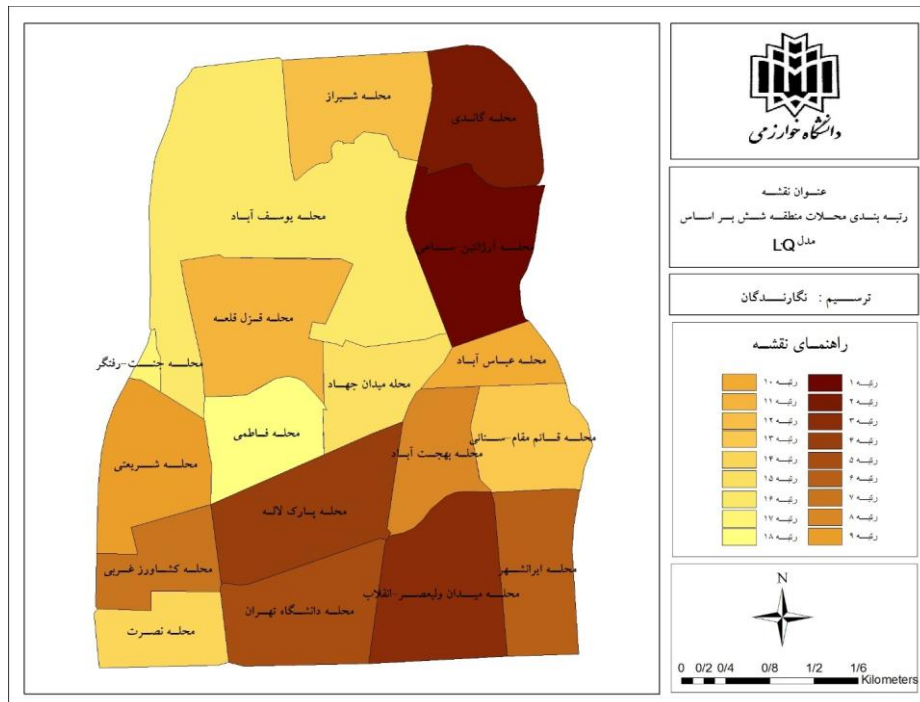 محله شیراز
محله گاندی
محله یوسف آباد
محله آرژانتین-ساعی
محله قزل قلعه
محله عباس آباد
محله جنت-رفتگر
محله میدان جهاد
محله قائم مقام-سنائی
محله فاطمی
محله بهجت آباد
محله شریعتی
محله پارک لاله
محله کشاورز غربی
محله ایرانشهر
محله میدان ولیعصر-انقلاب
محله دانشگاه تهران
محله نصرت
دانشگاه خوارزمی
عنوان نقشه
رتبه بندی محلات منطقه شش بر اساس
مدل L.Q
ترسیم : نگارندگان
راهنمای نقشه
رتبه ۱
رتبه ۱۰
رتبه ۲
رتبه ۱۱
رتبه ۳
رتبه ۱۲
رتبه ۴
رتبه ۱۳
رتبه ۵
رتبه ۱۴
رتبه ۶
رتبه ۱۵
رتبه ۷
رتبه ۱۶
رتبه ۸
رتبه ۱۷
رتبه ۹
رتبه ۱۸
N
0 0/2 0/4 0/8 1/2 1/6
Kilometers